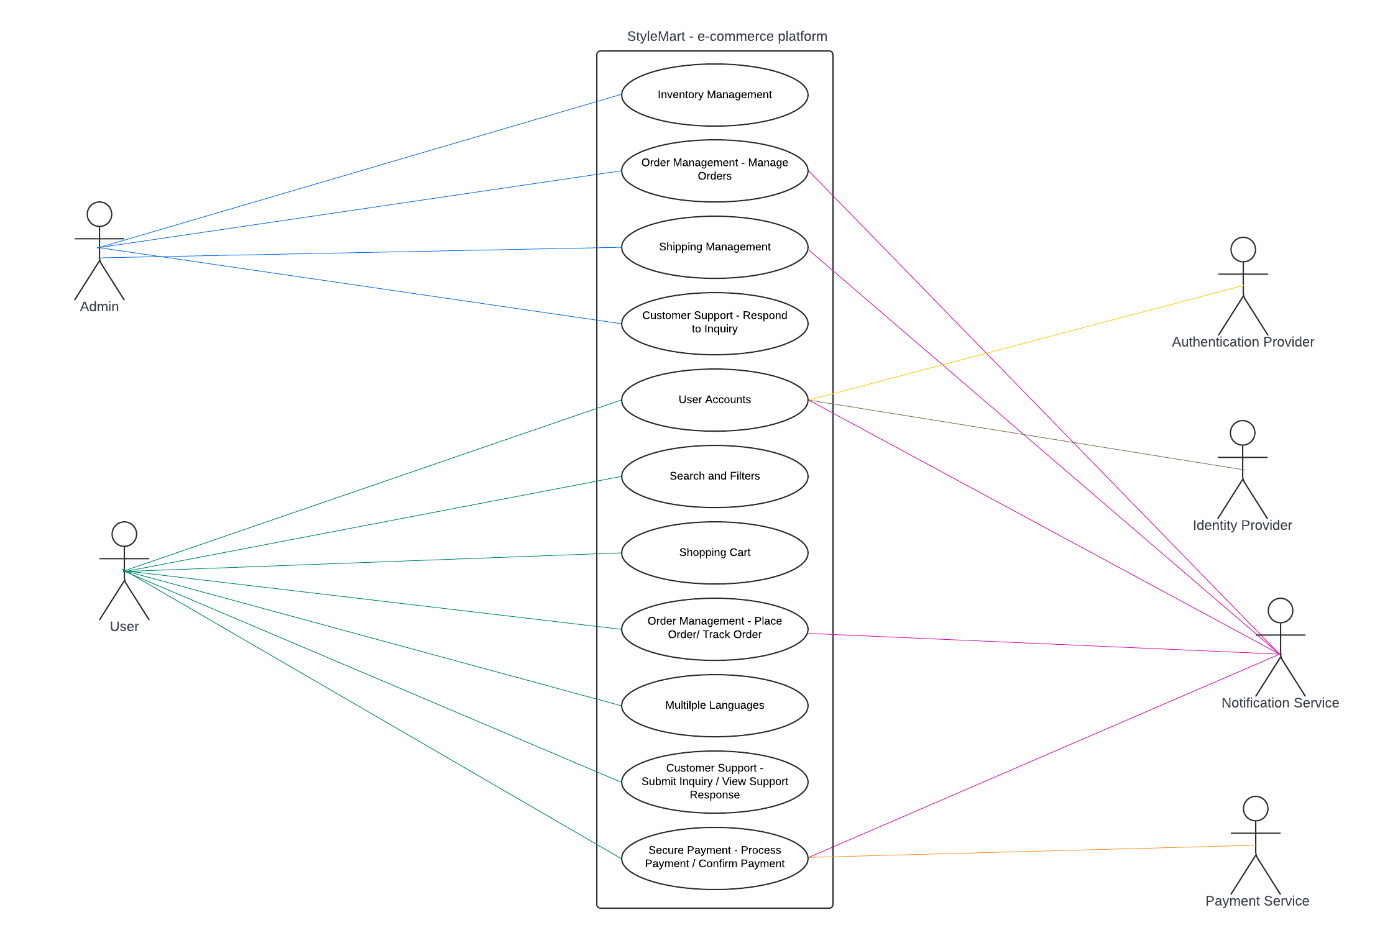 StyleMart - e-commerce platform
Inventory Management
Order Management - Manage
Orders
Shipping Management
Customer Support - Respond
to Inquiry
User Accounts
Search and Filters
Shopping Cart
Order Management - Place
Order/ Track Order
Multilple Languages
Customer Support -
Submit Inquiry / View Support
Response
Secure Payment - Process
Payment / Confirm Payment
Admin
User
Authentication Provider
Identity Provider
Notification Service
Payment Service